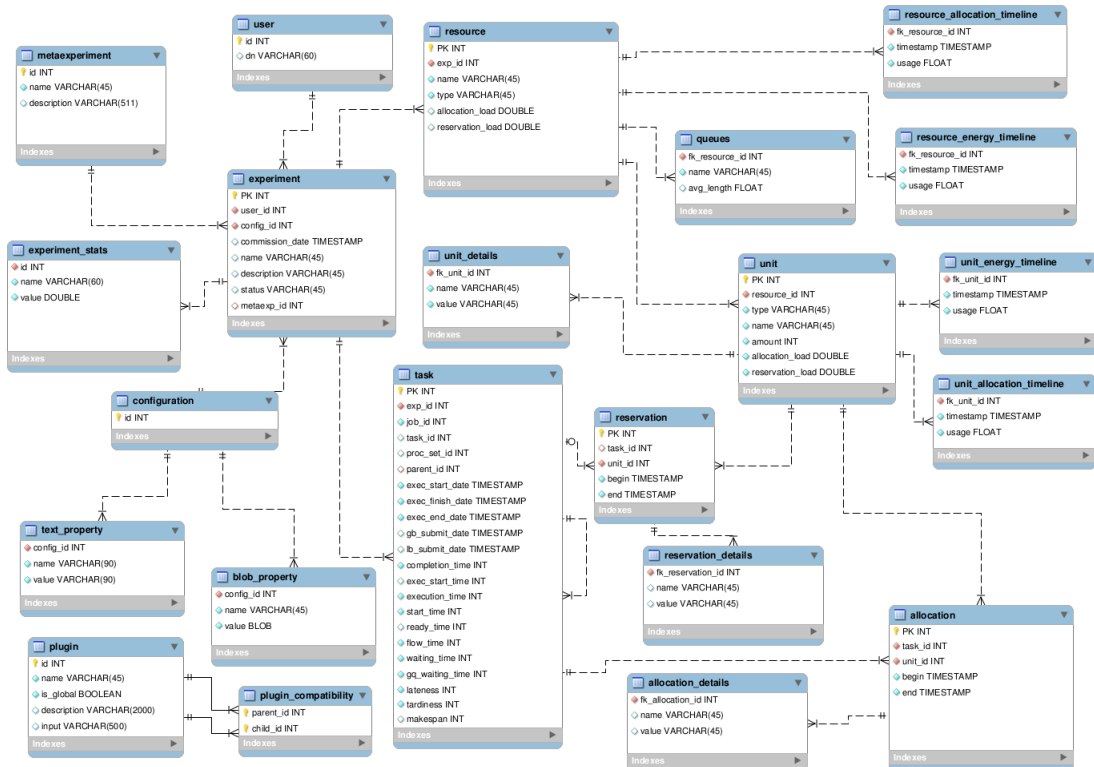 metaexperiment
id INT
name VARCHAR(45)
description VARCHAR(511)
Indexes
user
id INT
dn VARCHAR(60)
Indexes
resource
PK INT
exp_id INT
name VARCHAR(45)
type VARCHAR(45)
allocation_load DOUBLE
reservation_load DOUBLE
Indexes
resource_allocation_timeline
fk_resource_id INT
timestamp TIMESTAMP
usage FLOAT
Indexes
queues
fk_resource_id INT
name VARCHAR(45)
avg_length FLOAT
Indexes
resource_energy_timeline
fk_resource_id INT
timestamp TIMESTAMP
usage FLOAT
Indexes
experiment
PK INT
user_id INT
config_id INT
commission_date TIMESTAMP
name VARCHAR(45)
description VARCHAR(45)
status VARCHAR(45)
metaexp_id INT
Indexes
experiment_stats
id INT
name VARCHAR(60)
value DOUBLE
Indexes
unit_details
fk_unit_id INT
name VARCHAR(45)
value VARCHAR(45)
Indexes
unit
PK INT
resource_id INT
type VARCHAR(45)
name VARCHAR(45)
amount INT
allocation_load DOUBLE
reservation_load DOUBLE
Indexes
unit_energy_timeline
fk_unit_id INT
timestamp TIMESTAMP
usage FLOAT
Indexes
unit_allocation_timeline
fk_unit_id INT
timestamp TIMESTAMP
usage FLOAT
Indexes
configuration
id INT
Indexes
task
PK INT
exp_id INT
job_id INT
task_id INT
proc_set_id INT
parent_id INT
exec_start_date TIMESTAMP
exec_finish_date TIMESTAMP
exec_end_date TIMESTAMP
gb_submit_date TIMESTAMP
lb_submit_date TIMESTAMP
completion_time INT
exec_start_time INT
execution_time INT
start_time INT
ready_time INT
flow_time INT
waiting_time INT
gq_waiting_time INT
lateness INT
tardiness INT
makespan INT
Indexes
reservation
PK INT
task_id INT
unit_id INT
begin TIMESTAMP
end TIMESTAMP
Indexes
text_property
config_id INT
name VARCHAR(90)
value VARCHAR(90)
Indexes
blob_property
config_id INT
name VARCHAR(45)
value BLOB
Indexes
reservation_details
fk_reservation_id INT
name VARCHAR(45)
value VARCHAR(45)
Indexes
plugin
id INT
name VARCHAR(45)
is_global BOOLEAN
description VARCHAR(2000)
input VARCHAR(500)
Indexes
plugin_compatibility
parent_id INT
child_id INT
Indexes
allocation_details
fk_allocation_id INT
name VARCHAR(45)
value VARCHAR(45)
Indexes
allocation
PK INT
task_id INT
unit_id INT
begin TIMESTAMP
end TIMESTAMP
Indexes